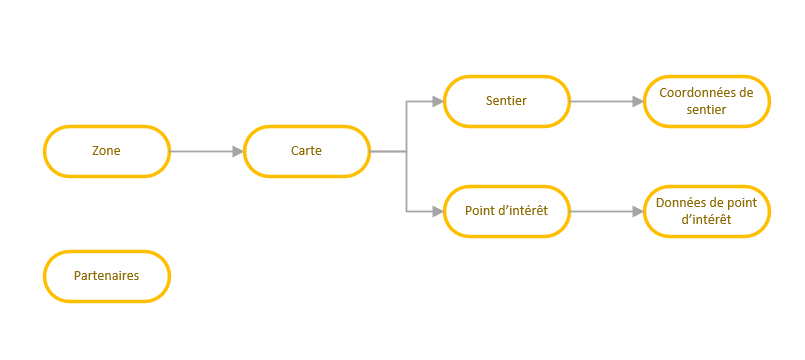 Zone
Carte
Sentier
Coordonnées de
sentier
Point d'intérêt
Données de point
d'intérêt
Partenaires